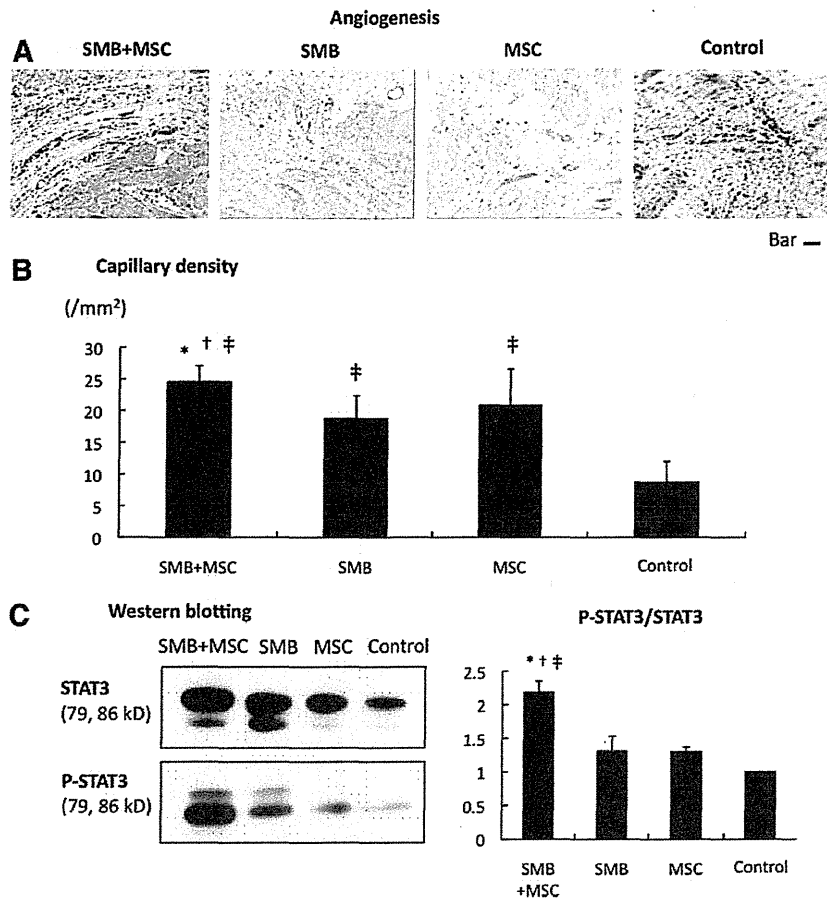 Angiogenesis
A
SMB+MSC SMB MSC Control
Bar
B Capillary density
(/mm²)
* † ‡
‡
‡
30
25
20
15
10
5
0
SMB+MSC SMB MSC Control
C Western blotting
SMB+MSC SMB MSC Control
STAT3
(79, 86 kD)
P-STAT3
(79, 86 kD)
P-STAT3/STAT3
* † ‡
2.5
2
1.5
1
0.5
0
SMB SMB MSC Control
+MSC